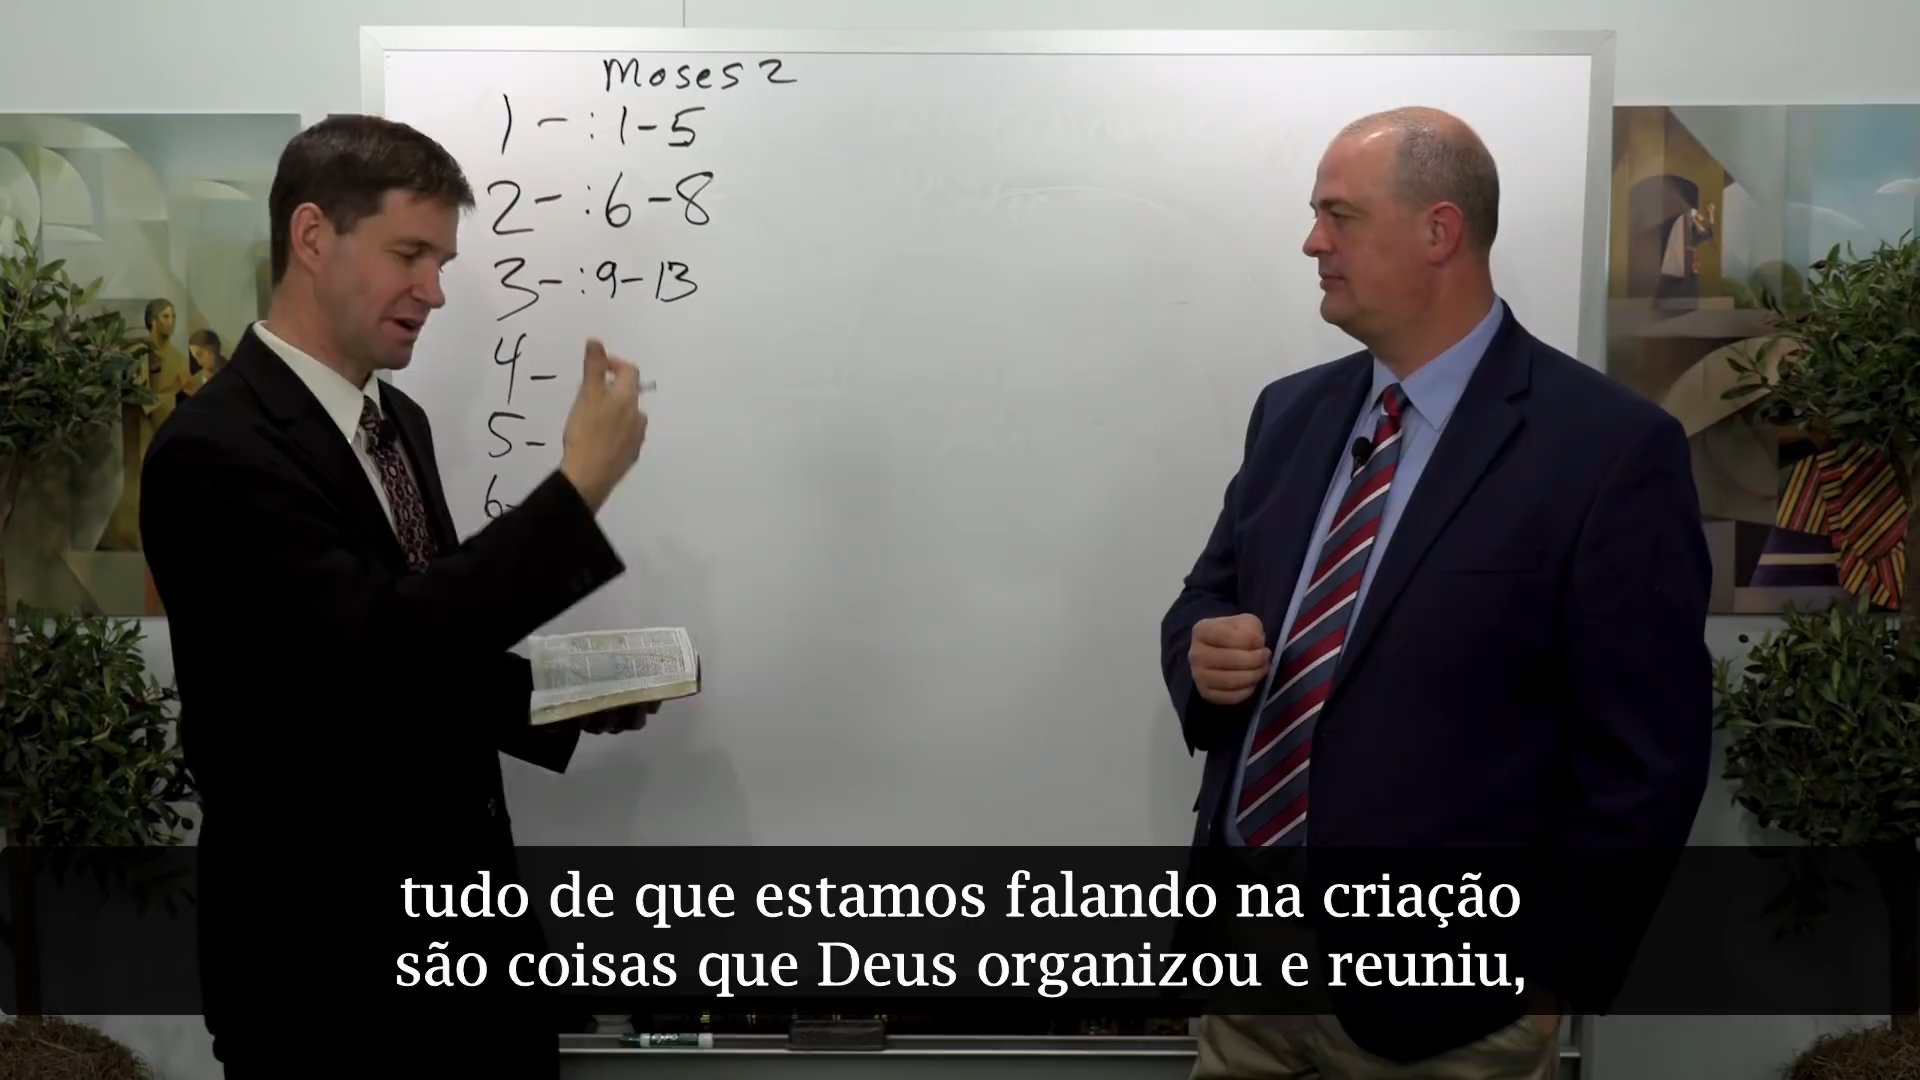 Moses 2
1 - : 1-5
2 - : 6-8
3 - : 9-13
4 -
5 -
6 -
tudo de que estamos falando na criação
são coisas que Deus organizou e reuniu,